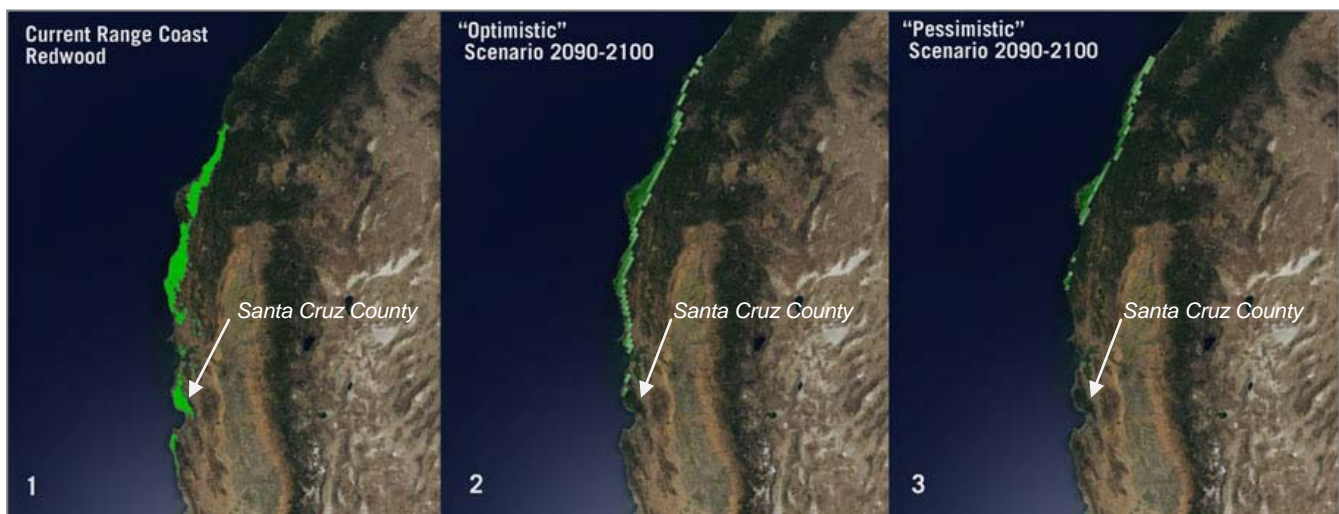 Current Range Coast
Redwood
Santa Cruz County
1
“Optimistic”
Scenario 2090-2100
Santa Cruz County
2
“Pessimistic”
Scenario 2090-2100
Santa Cruz County
3